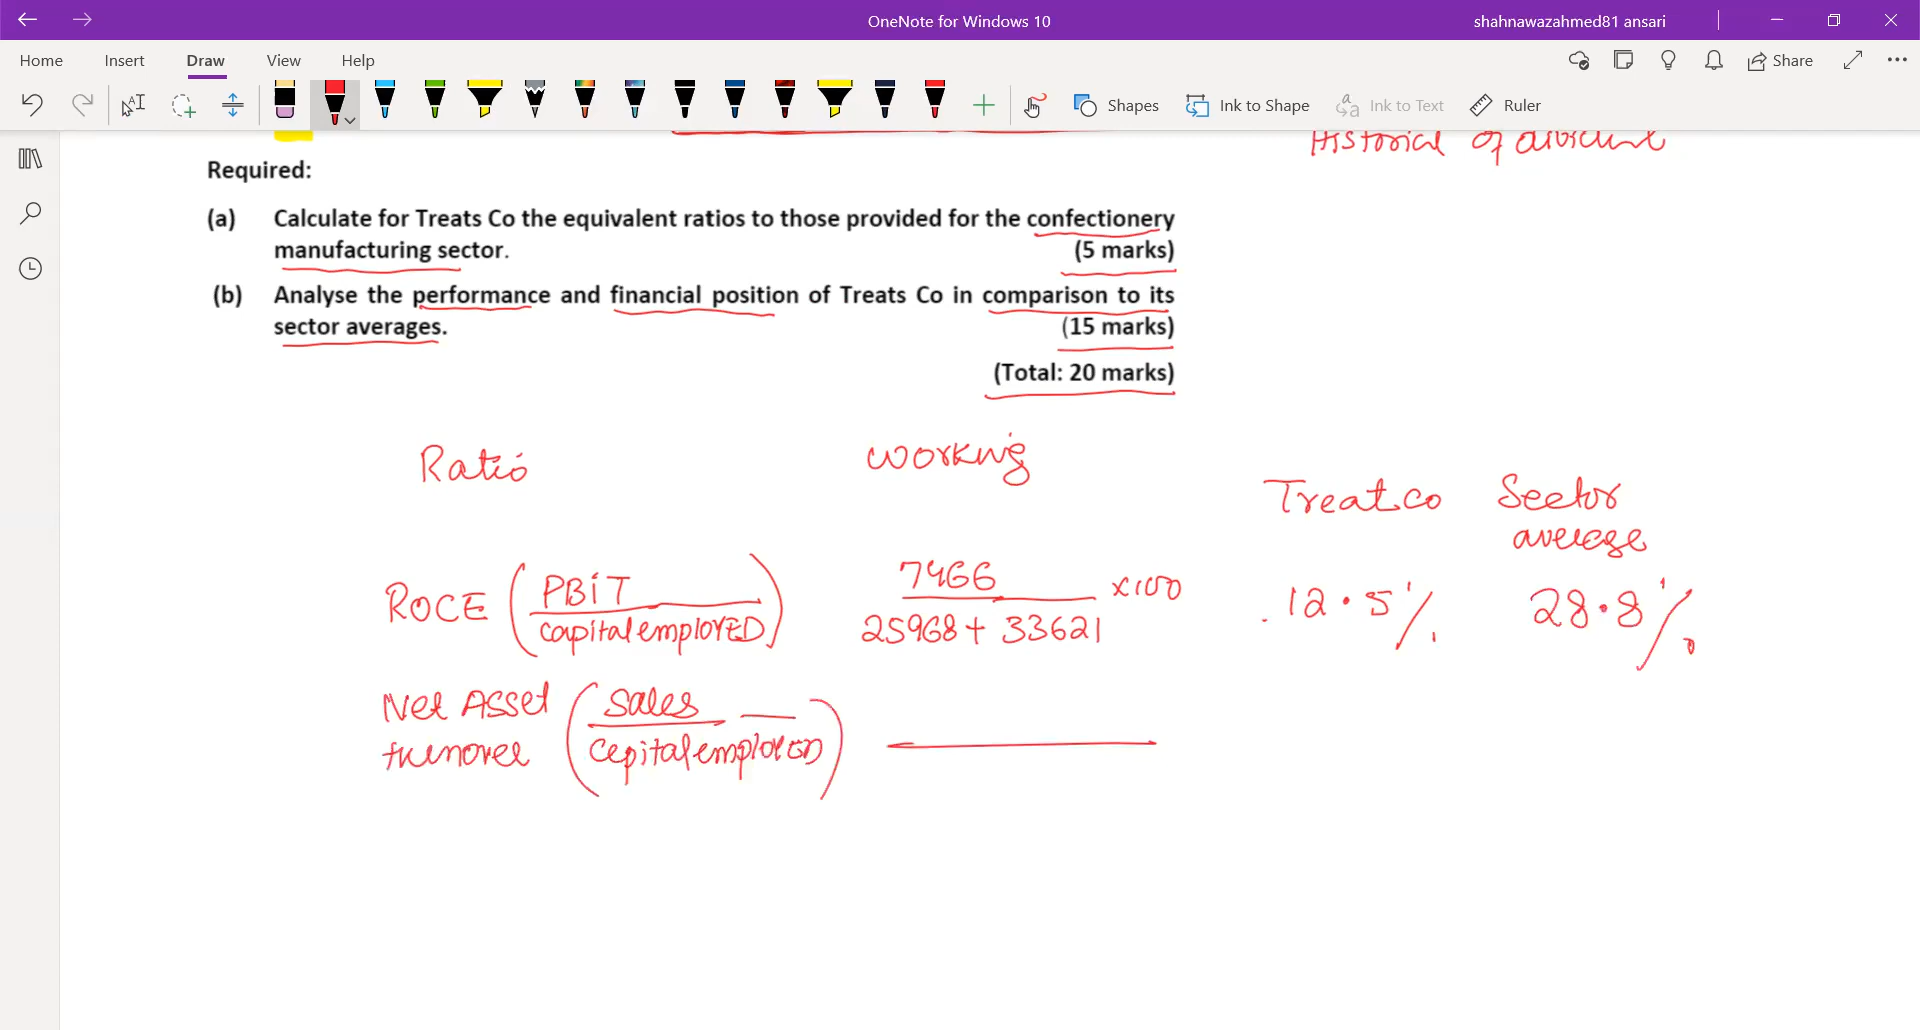 OneNote for Windows 10
shahnawazahmed81 ansari
Home Insert Draw View Help
Share
Shapes Ink to Shape Ink to Text Ruler
Historical of dividend
Required:
(a) Calculate for Treats Co the equivalent ratios to those provided for the confectionery
manufacturing sector. (5 marks)
(b) Analyse the performance and financial position of Treats Co in comparison to its
sector averages. (15 marks)
(Total: 20 marks)
Ratio Working
Treat co Sector
average
ROCE (PBIT 7466 x100 12.5% 28.8%
capital employED) 25968 + 33621
Net Asset (Sales
turnover capital employED)